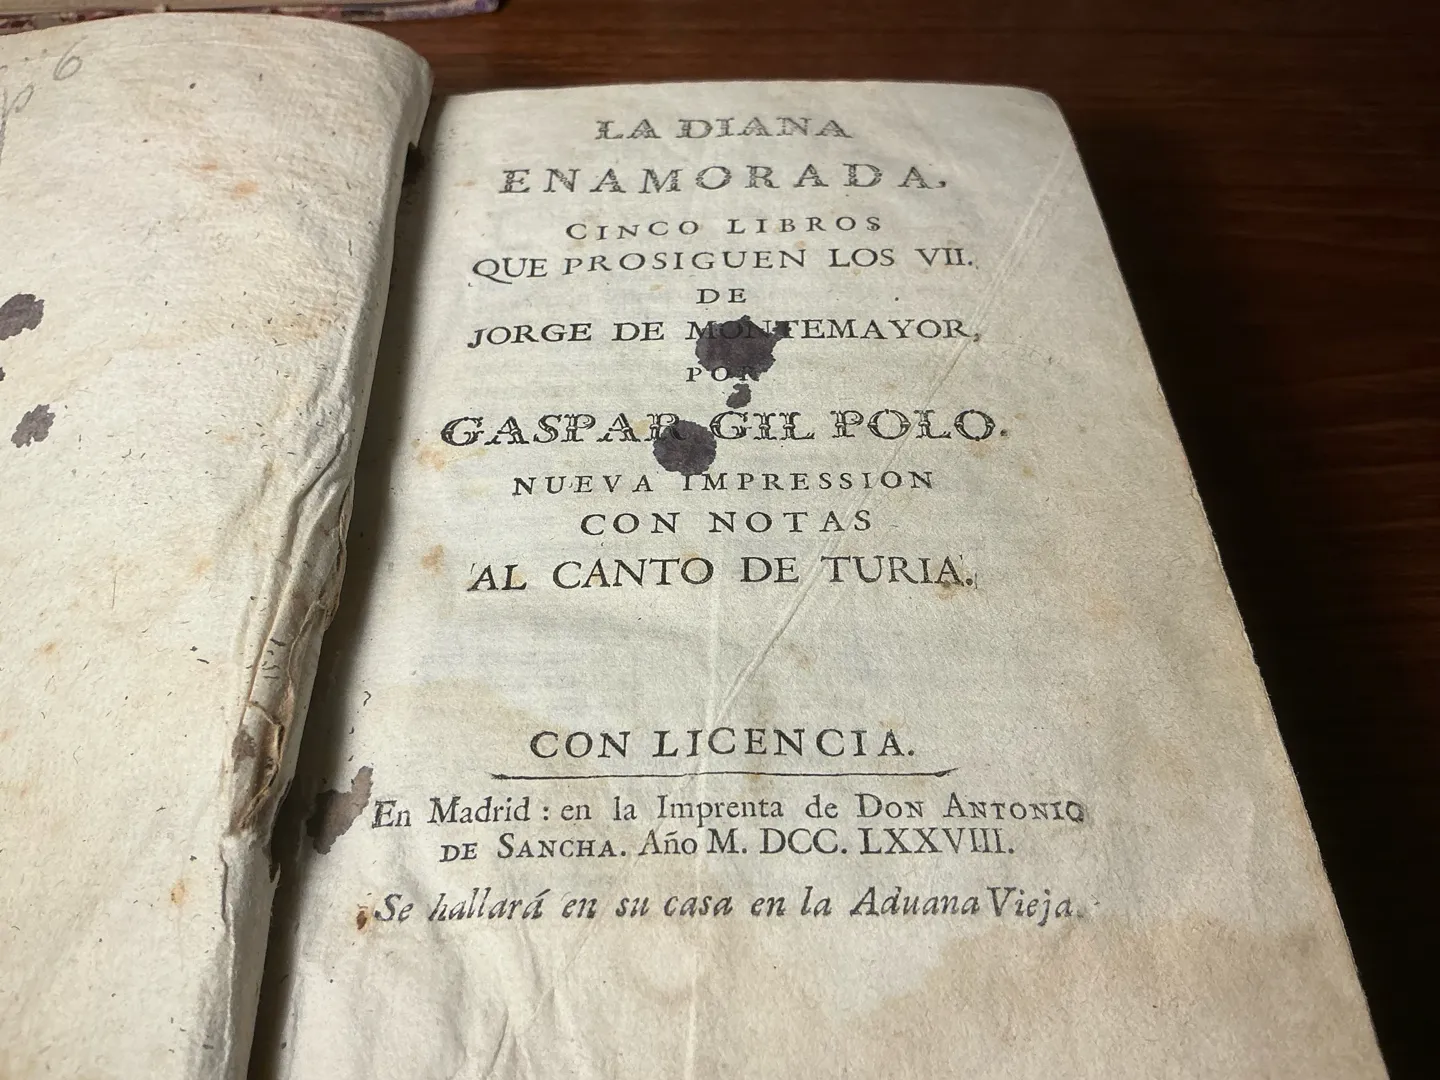 6
LA DIANA
ENAMORADA,
CINCO LIBROS
QUE PROSIGUEN LOS VII.
DE
JORGE DE MONTEMAYOR,
POR
GASPAR GIL POLO.
NUEVA IMPRESSION
CON NOTAS
AL CANTO DE TURIA.
CON LICENCIA.
En Madrid : en la Imprenta de DON ANTONIO
DE SANCHA. Año M. DCC. LXXVIII.
Se hallará en su casa en la Aduana Vieja.